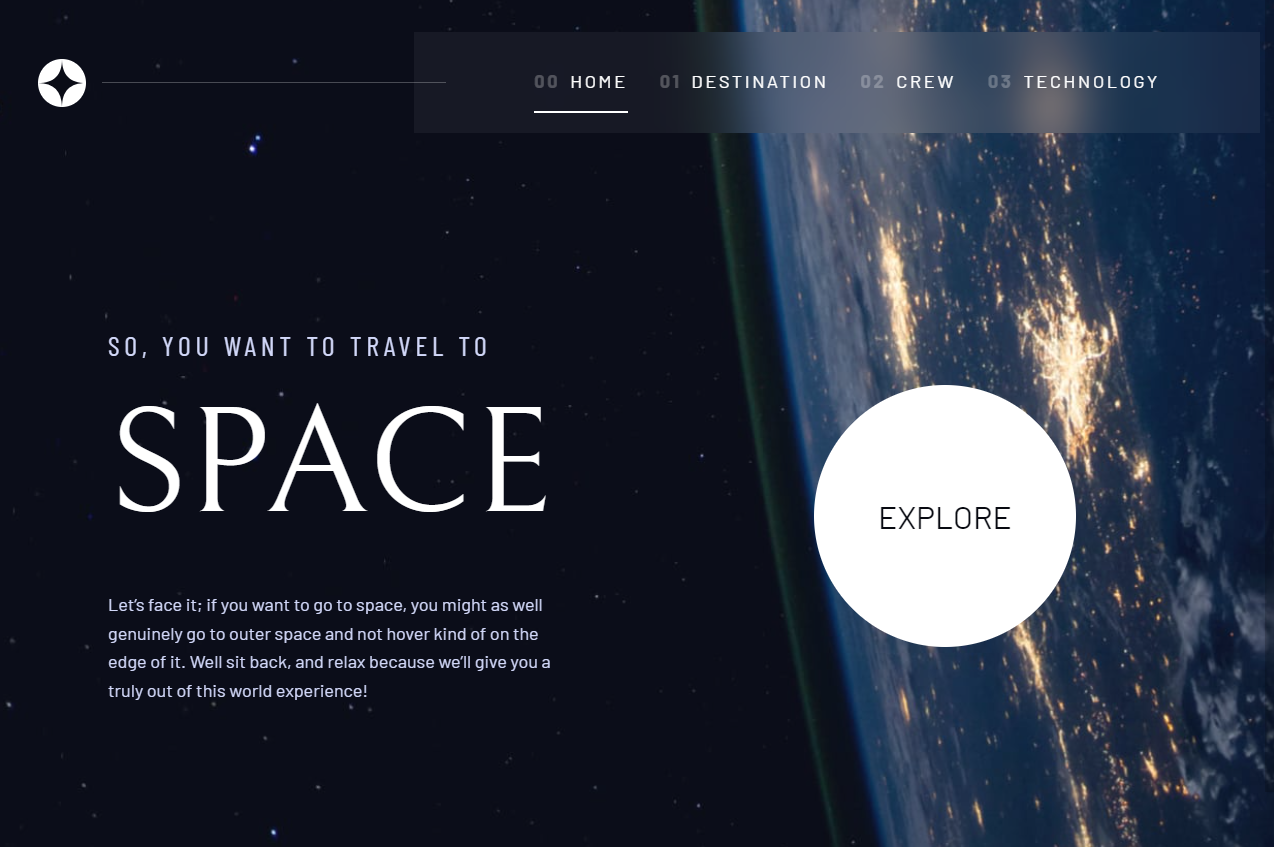 00 HOME 01 DESTINATION 02 CREW 03 TECHNOLOGY
SO, YOU WANT TO TRAVEL TO
SPACE
EXPLORE
Let’s face it; if you want to go to space, you might as well
genuinely go to outer space and not hover kind of on the
edge of it. Well sit back, and relax because we’ll give you a
truly out of this world experience!